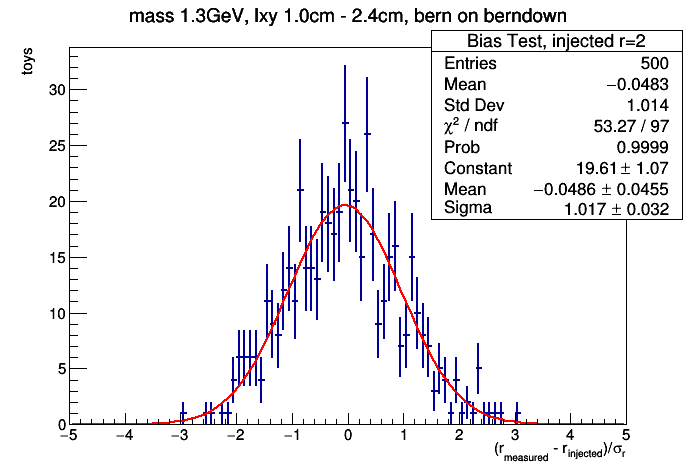 mass 1.3GeV, lxy 1.0cm - 2.4cm, bern on berndown
Bias Test, injected r=2
Entries 500
Mean −0.0483
Std Dev 1.014
χ² / ndf 53.27 / 97
Prob 0.9999
Constant 19.61 ± 1.07
Mean −0.0486 ± 0.0455
Sigma 1.017 ± 0.032
toys
30
25
20
15
10
5
0
−5 −4 −3 −2 −1 0 1 2 3 4 5
(r_measured - r_injected)/σ_r